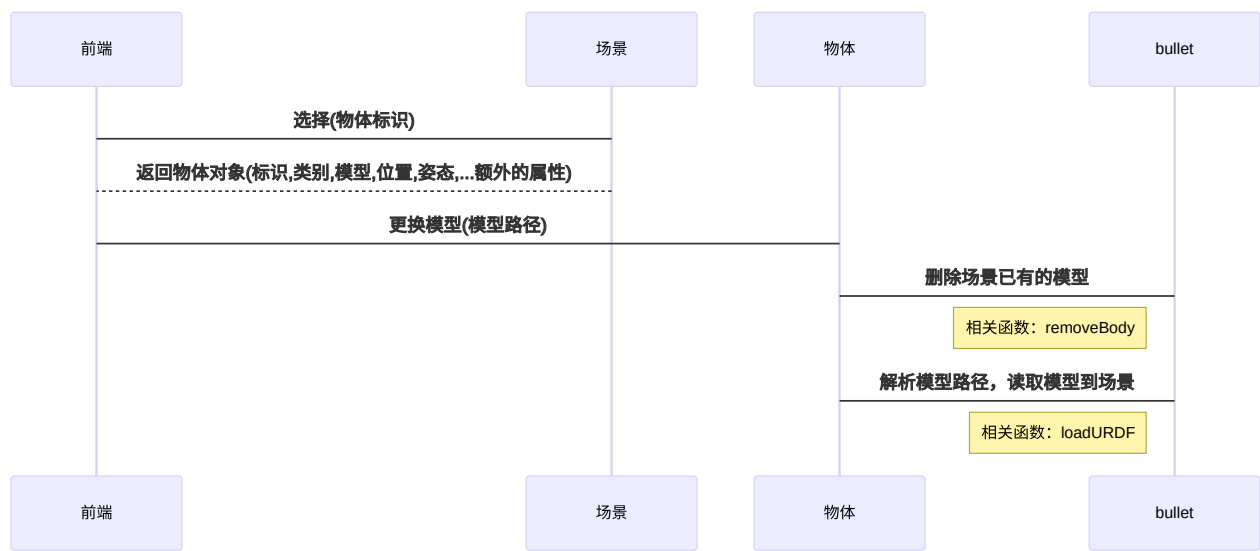 前端
场景
物体
bullet
选择(物体标识)
返回物体对象(标识,类别,模型,位置,姿态,...额外的属性)
更换模型(模型路径)
删除场景已有的模型
相关函数：removeBody
解析模型路径，读取模型到场景
相关函数：loadURDF
前端
场景
物体
bullet